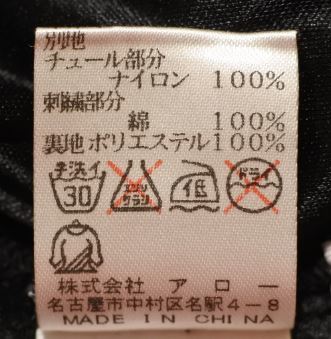 別地
チュール部分
ナイロン 100%
刺繍部分
綿 100%
裏地 ポリエステル 100%
手洗イ
30
エンソ
サラシ
低
ドライ
株式会社 アロー
名古屋市中村区名駅4-8
MADE IN CHINA